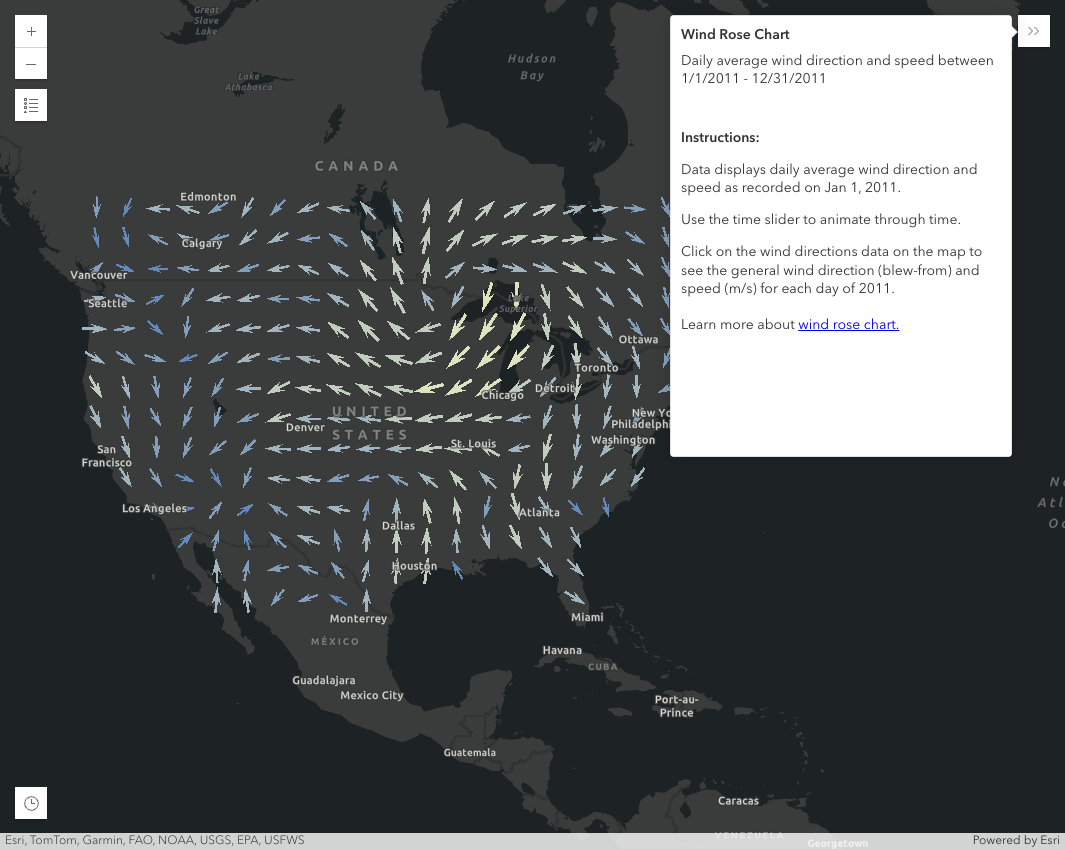 Great
Slave
Lake
Lake
Athabasca
Hudson
Bay
CANADA
Edmonton
Calgary
Vancouver
Seattle
Lake
Superior
Ottawa
Toronto
Detroit
Chicago
UNITED
STATES
Denver
St. Louis
New Yo
Philadelphi
Washington
San
Francisco
Los Angeles
Dallas
Atlanta
Houston
Monterrey
Miami
MÉXICO
Havana
CUBA
Guadalajara
Mexico City
Port-au-
Prince
Guatemala
Caracas
VENEZUELA
Georgetown
No
Atl
Oc
Wind Rose Chart
Daily average wind direction and speed between
1/1/2011 - 12/31/2011
Instructions:
Data displays daily average wind direction and
speed as recorded on Jan 1, 2011.
Use the time slider to animate through time.
Click on the wind directions data on the map to
see the general wind direction (blew-from) and
speed (m/s) for each day of 2011.
Learn more about wind rose chart.
Esri, TomTom, Garmin, FAO, NOAA, USGS, EPA, USFWS
Powered by Esri